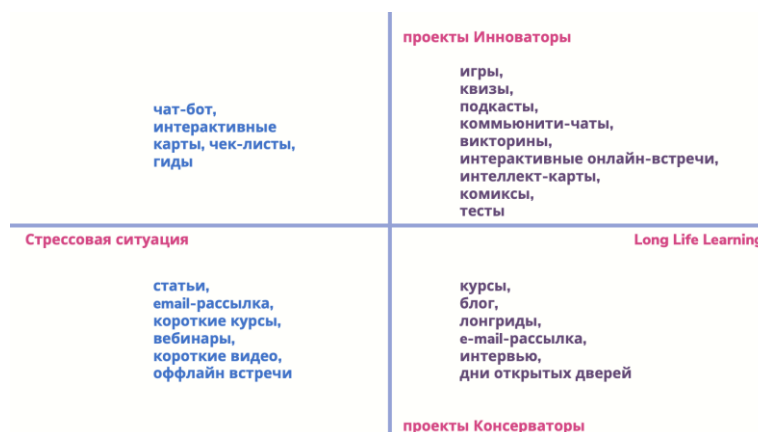 проекты Инноваторы
чат-бот,
интерактивные
карты, чек-листы,
гиды
игры,
квизы,
подкасты,
коммьюнити-чаты,
викторины,
интерактивные онлайн-встречи,
интеллект-карты,
комиксы,
тесты
Стрессовая ситуация
Long Life Learning
статьи,
email-рассылка,
короткие курсы,
вебинары,
короткие видео,
оффлайн встречи
курсы,
блог,
лонгриды,
e-mail-рассылка,
интервью,
дни открытых дверей
проекты Консерваторы